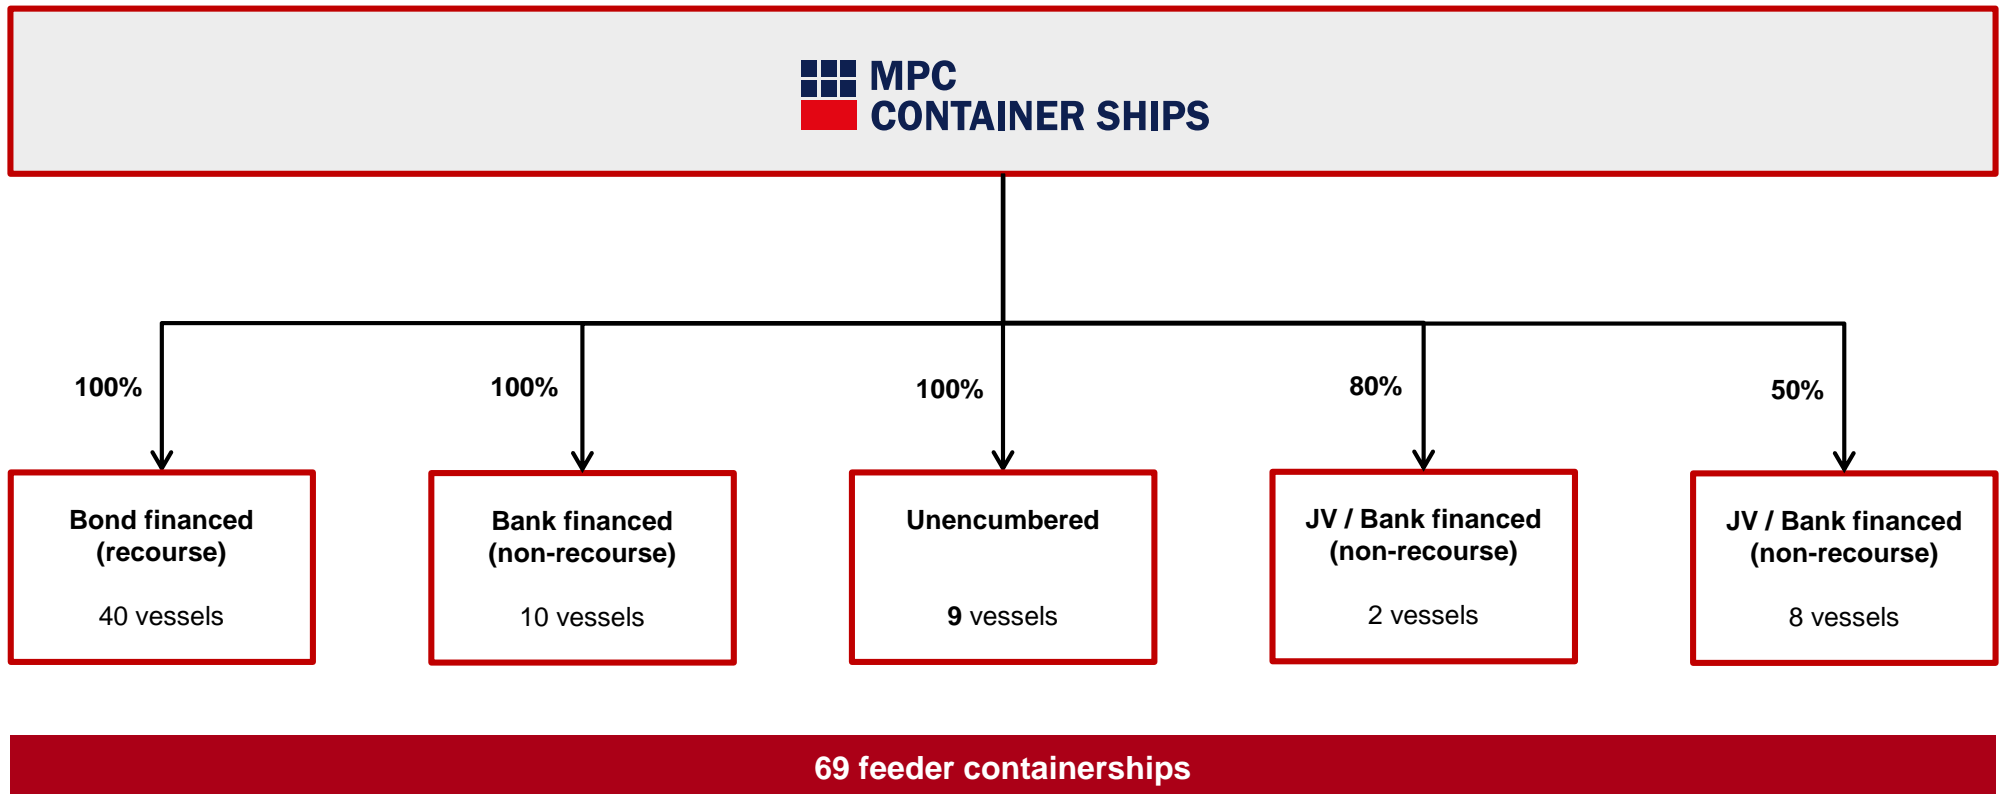 MPC
CONTAINER SHIPS
100%
100%
100%
80%
50%
Bond financed
(recourse)
40 vessels
Bank financed
(non-recourse)
10 vessels
Unencumbered
9 vessels
JV / Bank financed
(non-recourse)
2 vessels
JV / Bank financed
(non-recourse)
8 vessels
69 feeder containerships